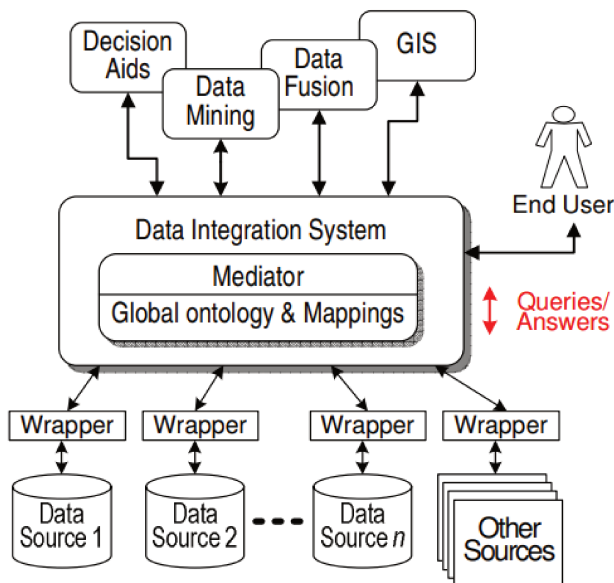 Decision
Aids
Data
Mining
Data
Fusion
GIS
End User
Data Integration System
Mediator
Global ontology & Mappings
Queries/
Answers
Wrapper
Wrapper
Wrapper
Wrapper
Data
Source 1
Data
Source 2
Data
Source n
Other
Sources